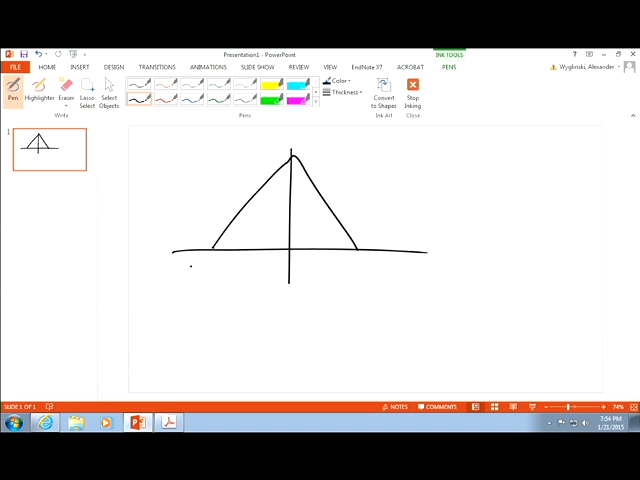 Presentation1 - PowerPoint
INK TOOLS
FILE HOME INSERT DESIGN TRANSITIONS ANIMATIONS SLIDE SHOW REVIEW VIEW EndNote X7 ACROBAT PENS
Wyglinski, Alexander
Pen Highlighter Eraser Lasso Select Select Objects
Color
Thickness
Convert to Shapes Stop Inking
Write Pens Ink Art Close
1
SLIDE 1 OF 1 NOTES COMMENTS 74%
7:54 PM
1/21/2015